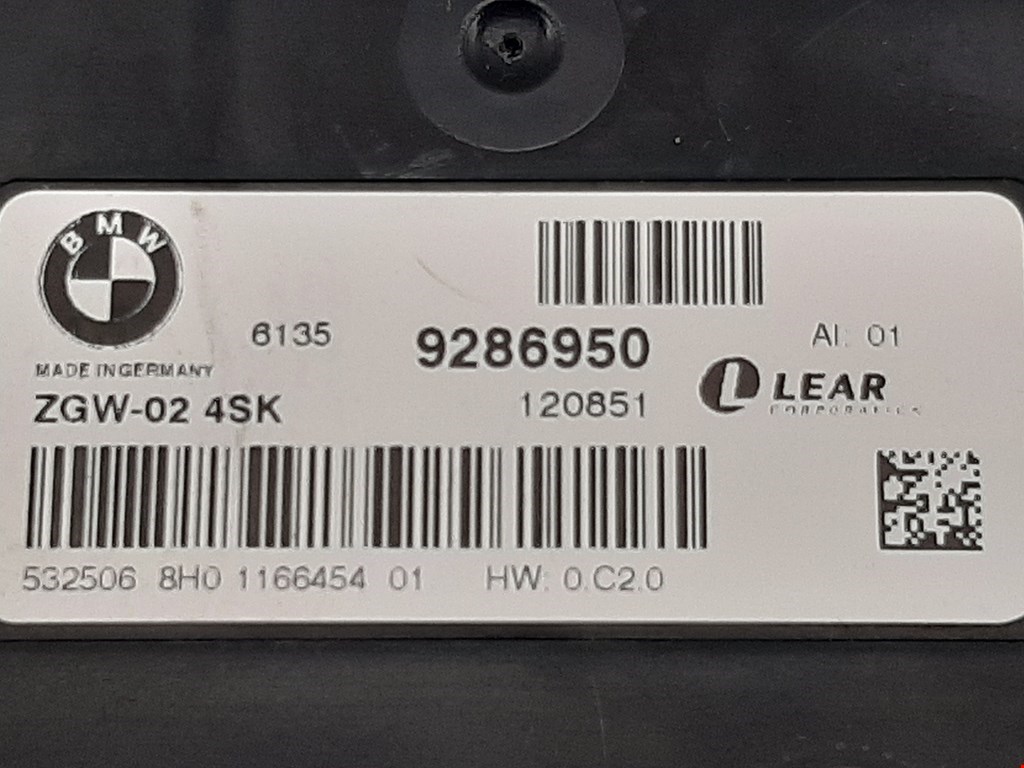 BMW
6135 9286950 AI: 01
MADE IN GERMANY
LEAR
CORPORATION
ZGW-02 4SK 120851
532506 8H0 1166454 01 HW: 0.C2.0